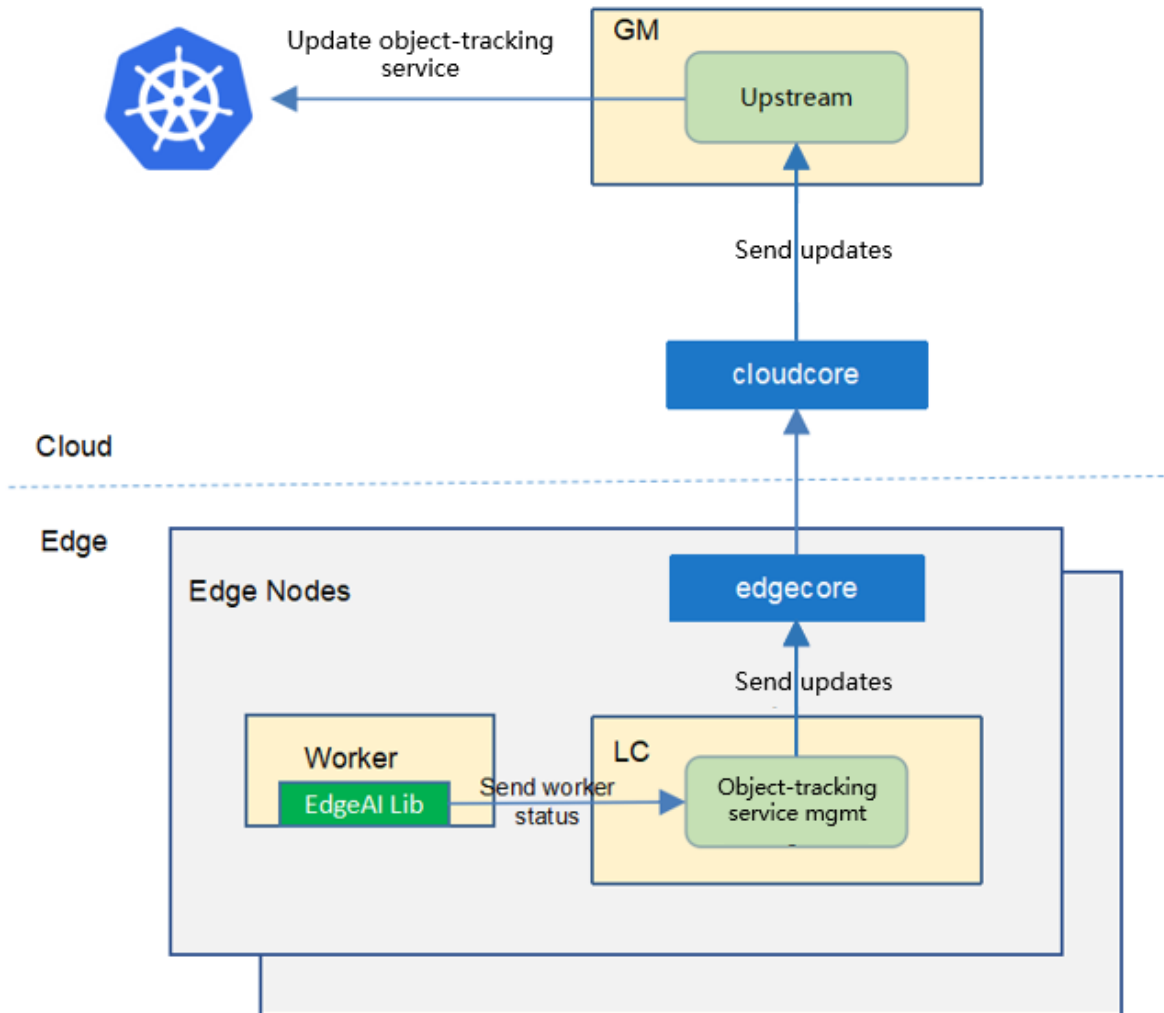 GM
Update object-tracking
service
Upstream
Send updates
cloudcore
Cloud
Edge
Edge Nodes
edgecore
Send updates
Worker
EdgeAI Lib
Send worker
status
LC
Object-tracking
service mgmt